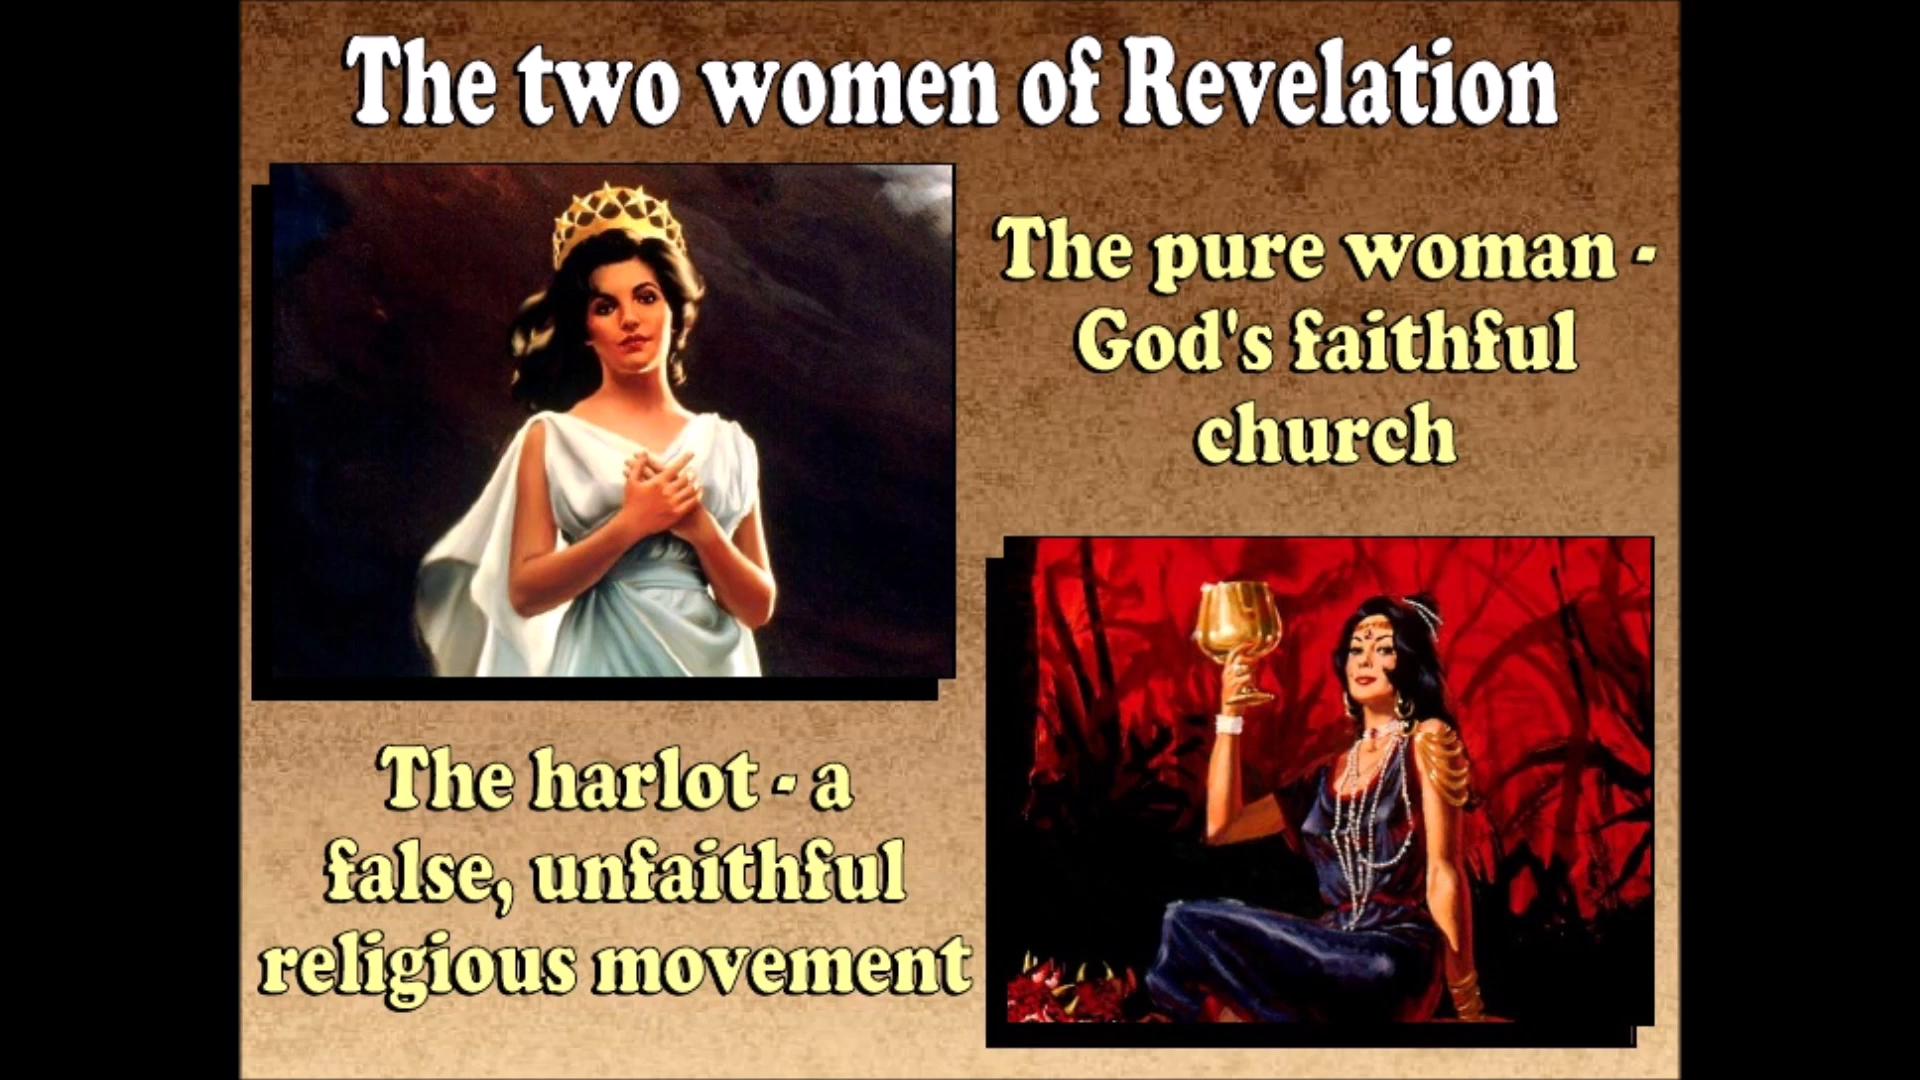 The two women of Revelation
The pure woman -
God's faithful
church
The harlot - a
false, unfaithful
religious movement